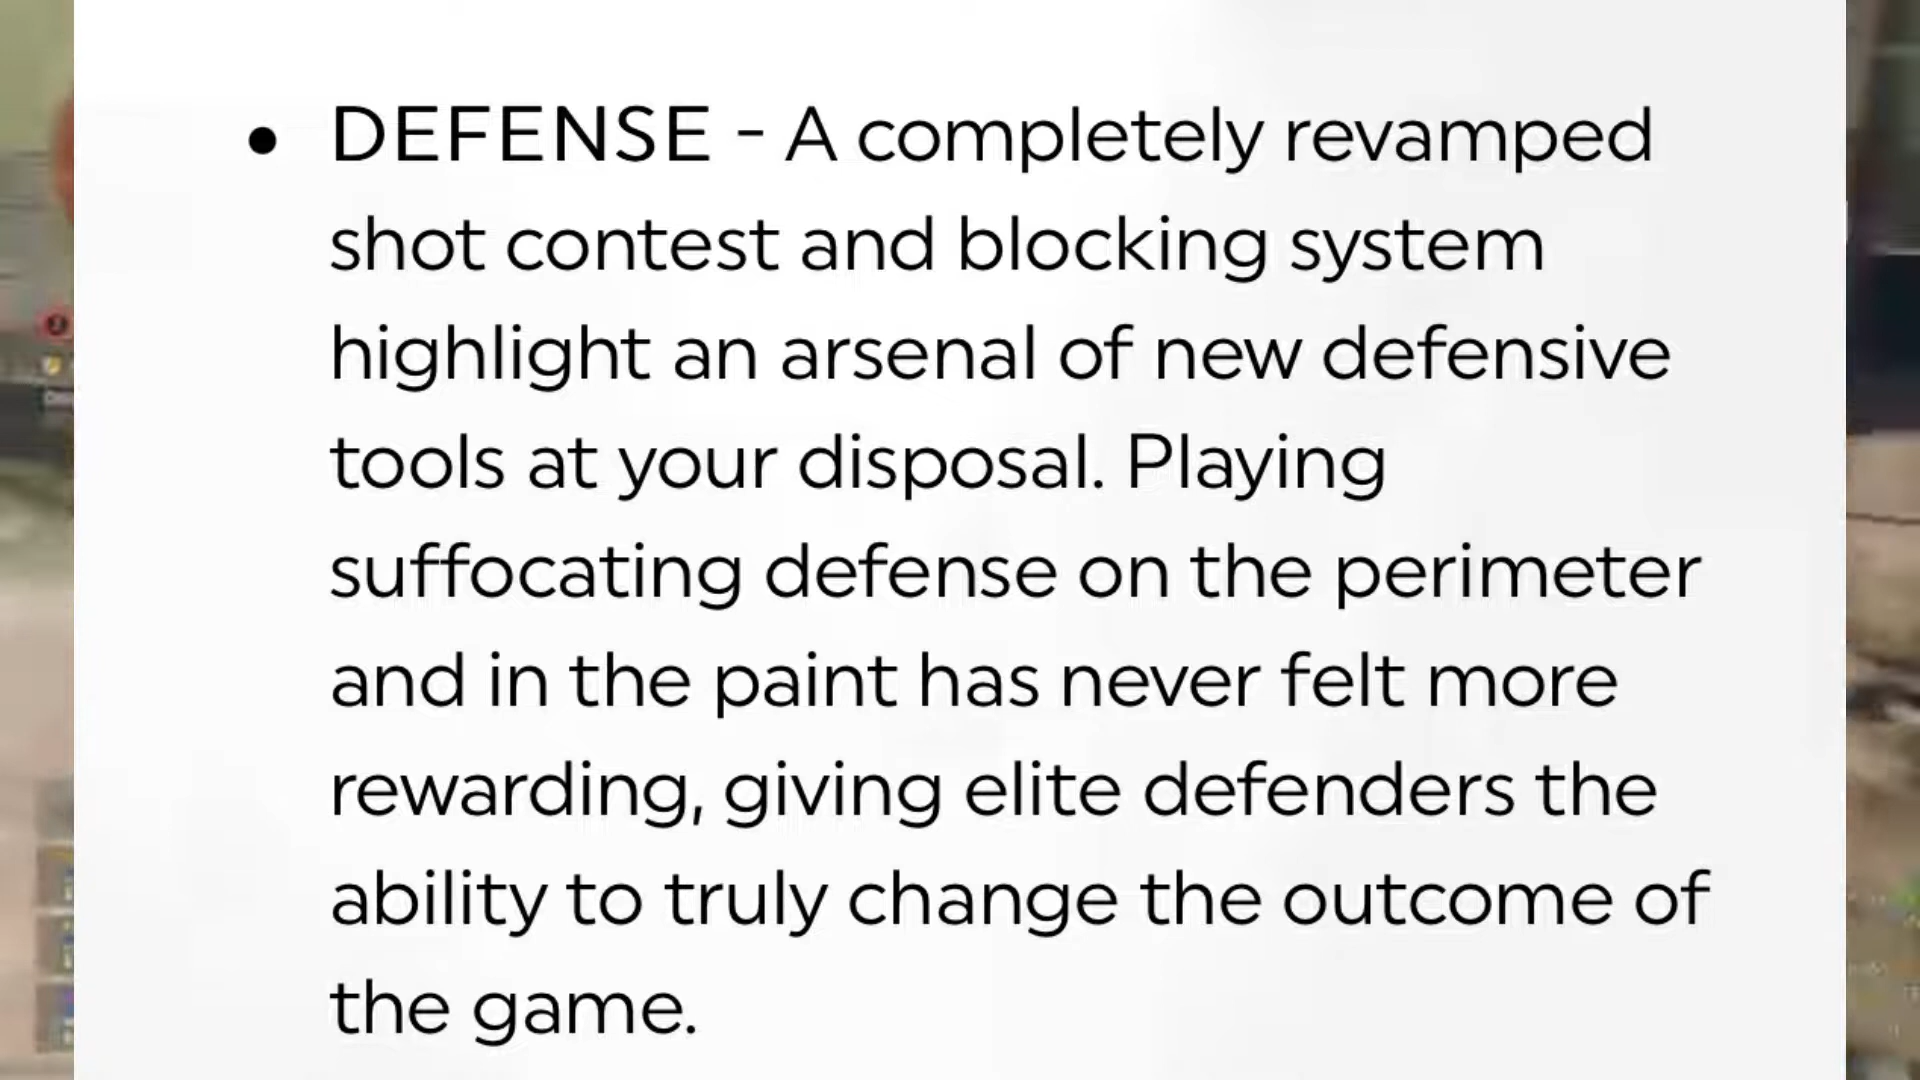 • DEFENSE - A completely revamped
shot contest and blocking system
highlight an arsenal of new defensive
tools at your disposal. Playing
suffocating defense on the perimeter
and in the paint has never felt more
rewarding, giving elite defenders the
ability to truly change the outcome of
the game.